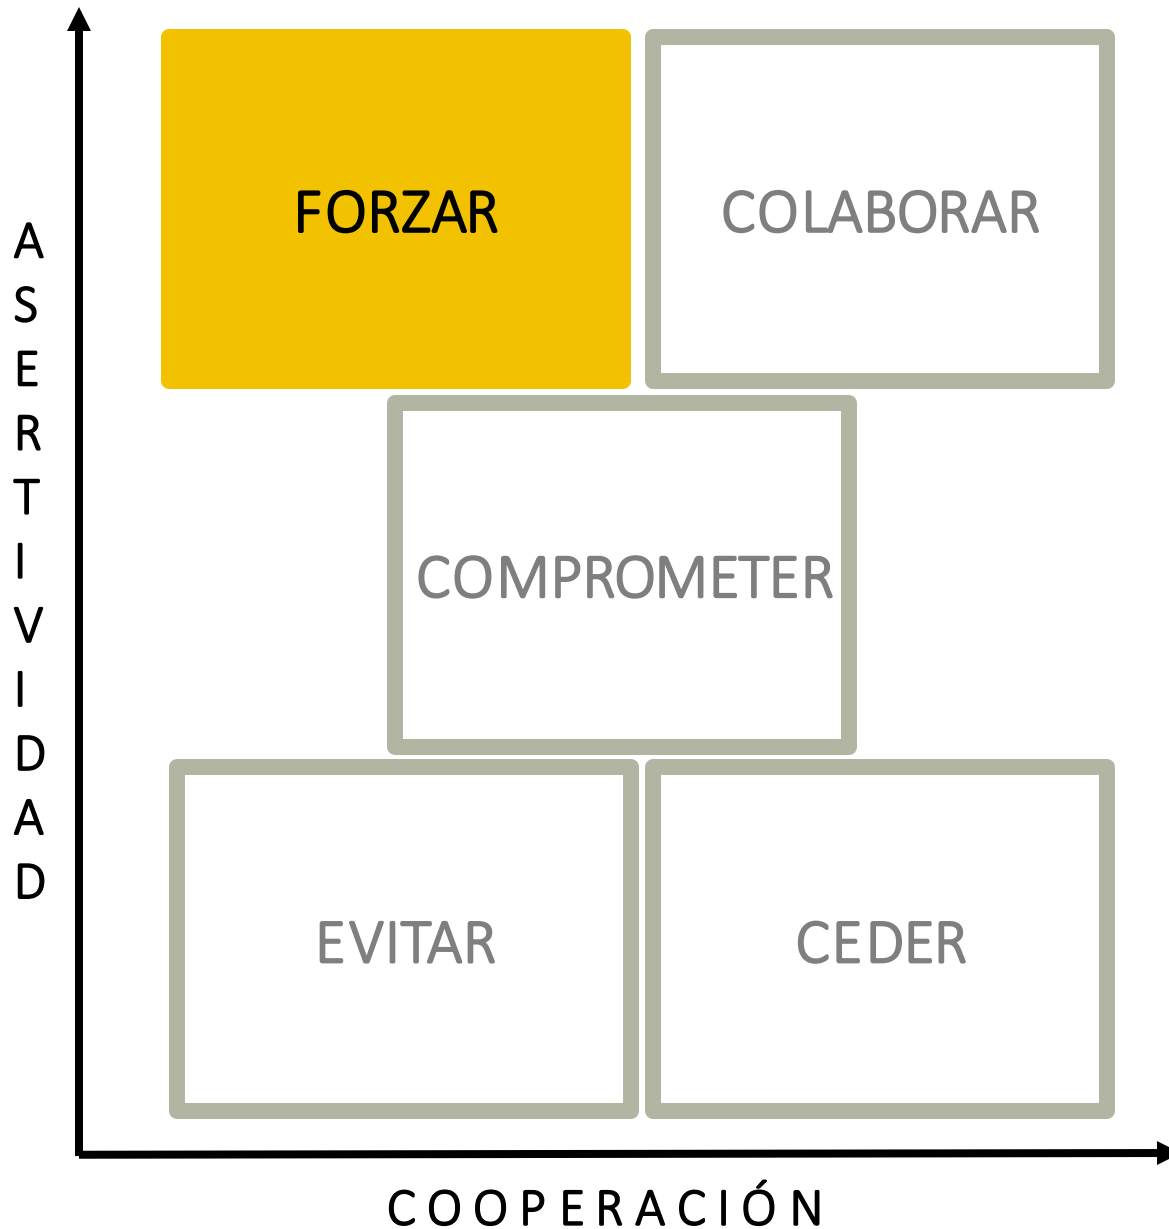 FORZAR
COLABORAR
ASERTIVIDAD
COMPROMETER
EVITAR
CEDER
COOPERACIÓN